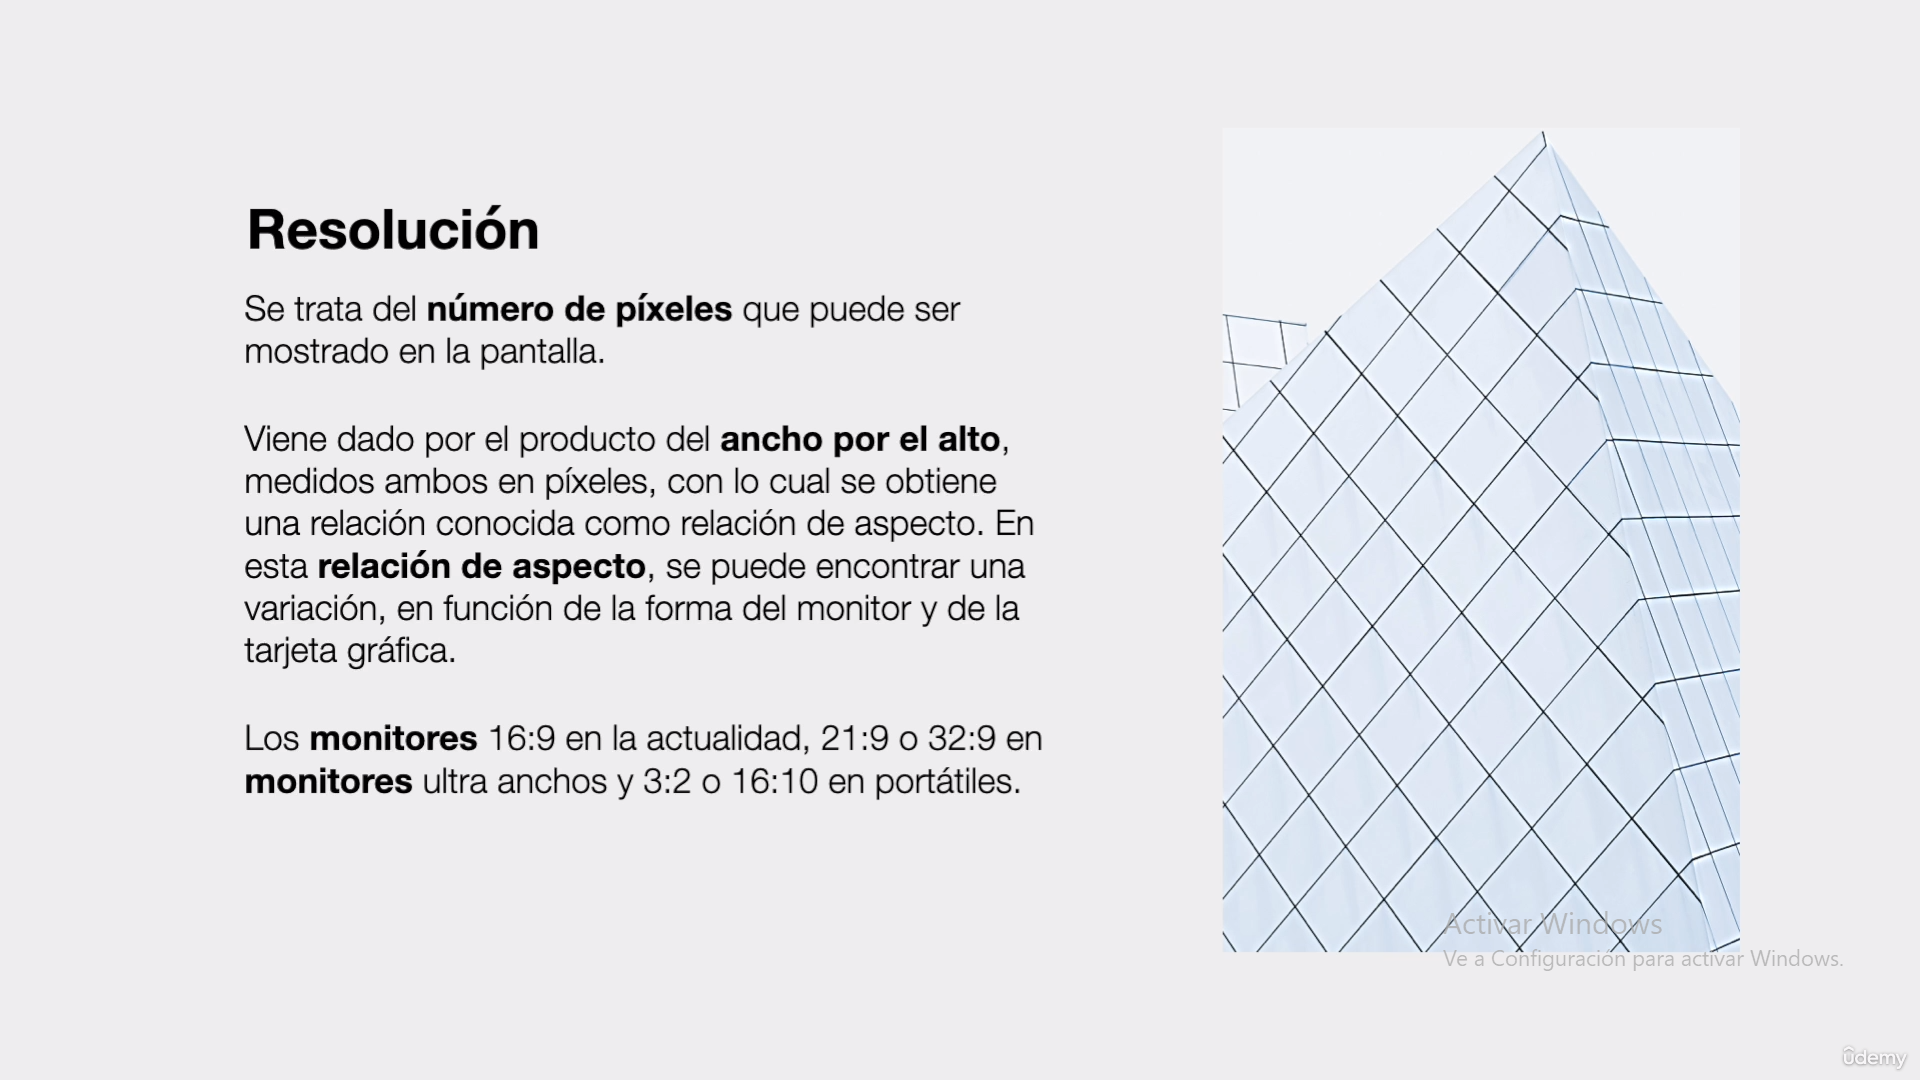 Resolución
Se trata del número de píxeles que puede ser
mostrado en la pantalla.
Viene dado por el producto del ancho por el alto,
medidos ambos en píxeles, con lo cual se obtiene
una relación conocida como relación de aspecto. En
esta relación de aspecto, se puede encontrar una
variación, en función de la forma del monitor y de la
tarjeta gráfica.
Los monitores 16:9 en la actualidad, 21:9 o 32:9 en
monitores ultra anchos y 3:2 o 16:10 en portátiles.
Activar Windows
Ve a Configuración para activar Windows.
ûdemy